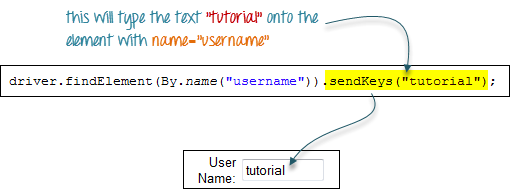 this will type the text "tutorial" onto the
element with name="username"
driver.findElement(By.name("username")).sendKeys("tutorial");
User
Name: tutorial